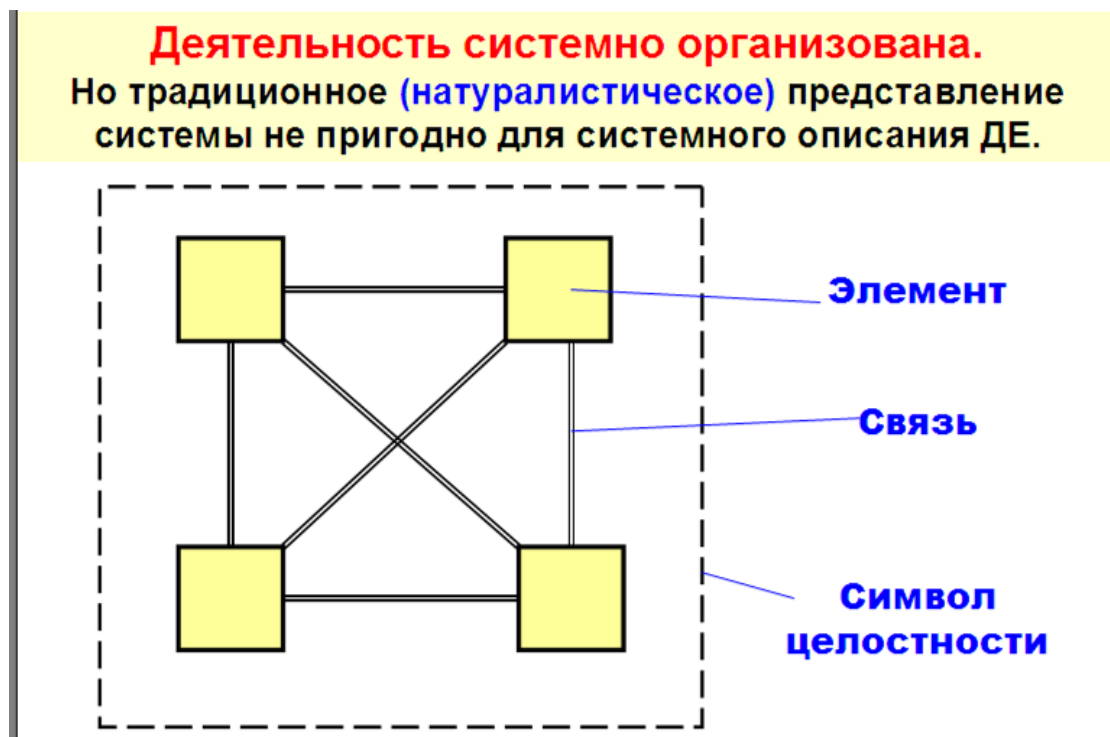 Деятельность системно организована.
Но традиционное (натуралистическое) представление
системы не пригодно для системного описания ДЕ.
Элемент
Связь
Символ
целостности